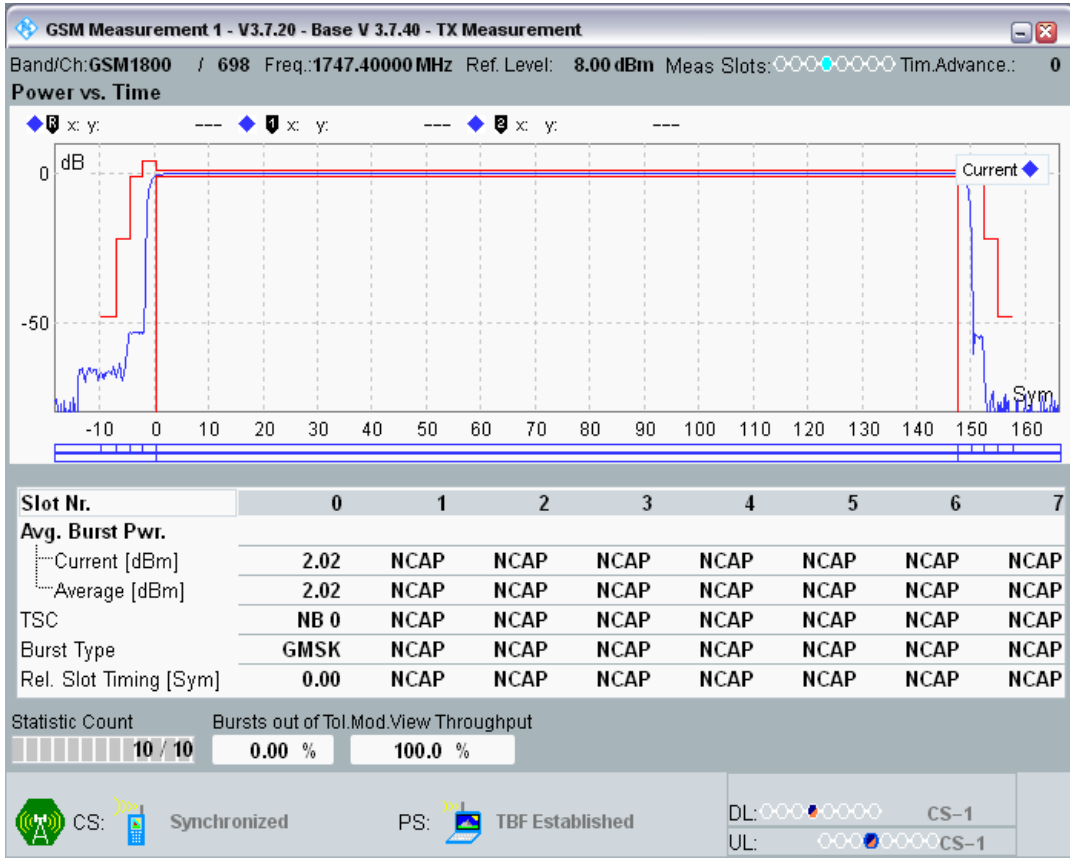 GSM Measurement 1 - V3.7.20 - Base V 3.7.40 - TX Measurement
Band/Ch:GSM1800 / 698 Freq.:1747.40000 MHz Ref. Level: 8.00 dBm Meas Slots: Tim.Advance.: 0
Power vs. Time
R x: y: --- 1 x: y: --- 2 x: y: ---
dB
Current
0
-50
Sym
-10 0 10 20 30 40 50 60 70 80 90 100 110 120 130 140 150 160
Slot Nr. 0 1 2 3 4 5 6 7
Avg. Burst Pwr.
Current [dBm] 2.02 NCAP NCAP NCAP NCAP NCAP NCAP NCAP
Average [dBm] 2.02 NCAP NCAP NCAP NCAP NCAP NCAP NCAP
TSC NB 0 NCAP NCAP NCAP NCAP NCAP NCAP NCAP
Burst Type GMSK NCAP NCAP NCAP NCAP NCAP NCAP NCAP
Rel. Slot Timing [Sym] 0.00 NCAP NCAP NCAP NCAP NCAP NCAP NCAP
Statistic Count Bursts out of Tol.Mod.View Throughput
10 / 10 0.00 % 100.0 %
CS: Synchronized PS: TBF Established
DL: CS-1
UL: CS-1